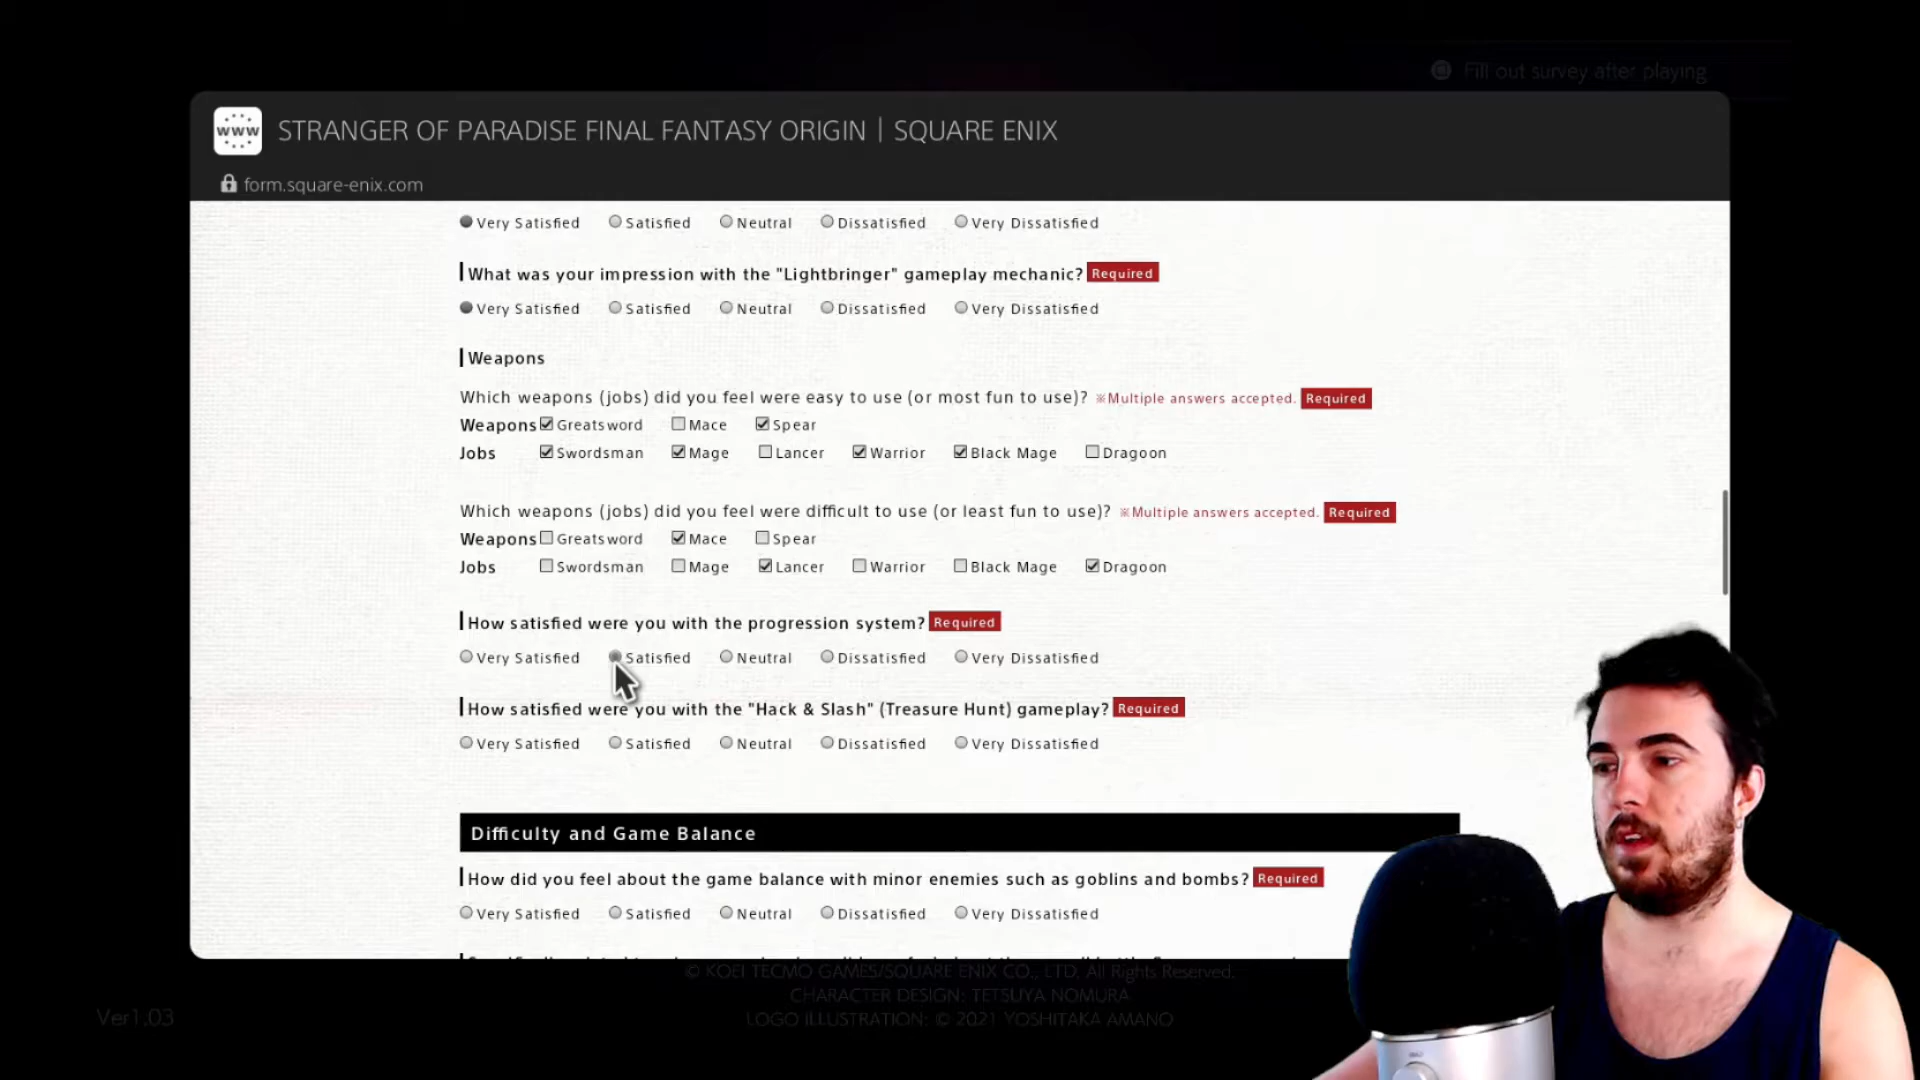 Fill out survey after playing
WWW
STRANGER OF PARADISE FINAL FANTASY ORIGIN | SQUARE ENIX
form.square-enix.com
Very Satisfied Satisfied Neutral Dissatisfied Very Dissatisfied
What was your impression with the "Lightbringer" gameplay mechanic? Required
Very Satisfied Satisfied Neutral Dissatisfied Very Dissatisfied
Weapons
Which weapons (jobs) did you feel were easy to use (or most fun to use)? ※Multiple answers accepted. Required
Weapons Greatsword Mace Spear
Jobs Swordsman Mage Lancer Warrior Black Mage Dragoon
Which weapons (jobs) did you feel were difficult to use (or least fun to use)? ※Multiple answers accepted. Required
Weapons Greatsword Mace Spear
Jobs Swordsman Mage Lancer Warrior Black Mage Dragoon
How satisfied were you with the progression system? Required
Very Satisfied Satisfied Neutral Dissatisfied Very Dissatisfied
How satisfied were you with the "Hack & Slash" (Treasure Hunt) gameplay? Required
Very Satisfied Satisfied Neutral Dissatisfied Very Dissatisfied
Difficulty and Game Balance
How did you feel about the game balance with minor enemies such as goblins and bombs? Required
Very Satisfied Satisfied Neutral Dissatisfied Very Dissatisfied
© KOEI TECMO GAMES/SQUARE ENIX CO., LTD. All Rights Reserved.
CHARACTER DESIGN: TETSUYA NOMURA
LOGO ILLUSTRATION: © 2021 YOSHITAKA AMANO
Ver1.03